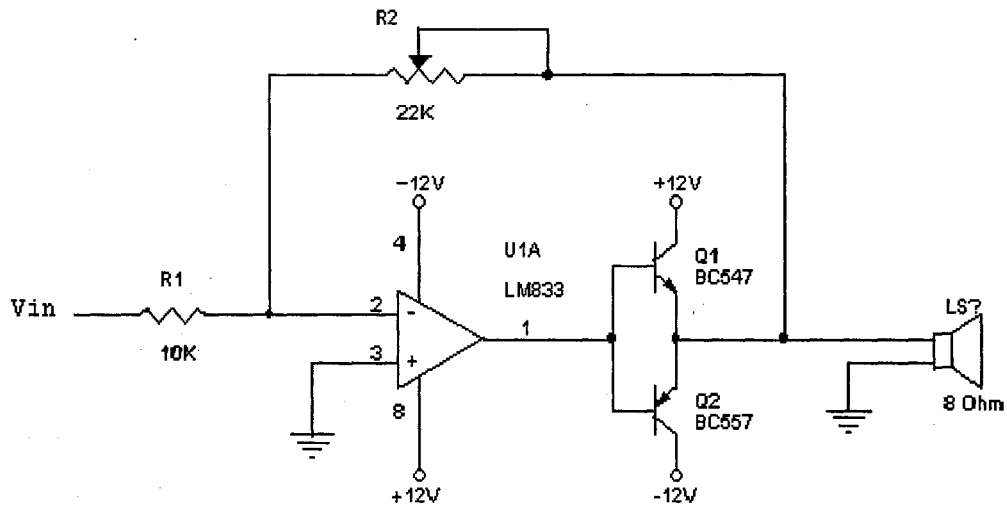 R2
22K
−12V
+12V
4
U1A
Q1
BC547
R1
LM833
LS?
Vin
2
-
1
10K
3
+
8
Q2
BC557
8 Ohm
+12V
-12V